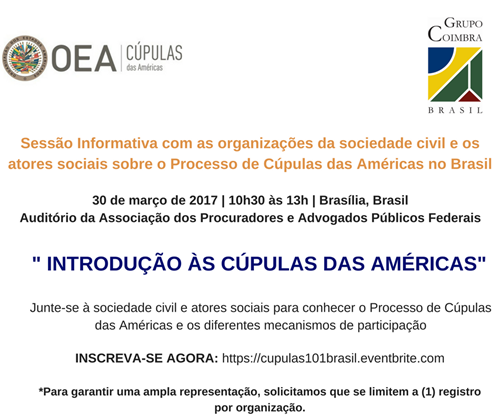 OEA CÚPULAS
das Américas
GRUPO
COIMBRA
BRASIL
Sessão Informativa com as organizações da sociedade civil e os
atores sociais sobre o Processo de Cúpulas das Américas no Brasil
30 de março de 2017 | 10h30 às 13h | Brasília, Brasil
Auditório da Associação dos Procuradores e Advogados Públicos Federais
" INTRODUÇÃO ÀS CÚPULAS DAS AMÉRICAS"
Junte-se à sociedade civil e atores sociais para conhecer o Processo de Cúpulas
das Américas e os diferentes mecanismos de participação
INSCREVA-SE AGORA: https://cupulas101brasil.eventbrite.com
*Para garantir uma ampla representação, solicitamos que se limitem a (1) registro
por organização.